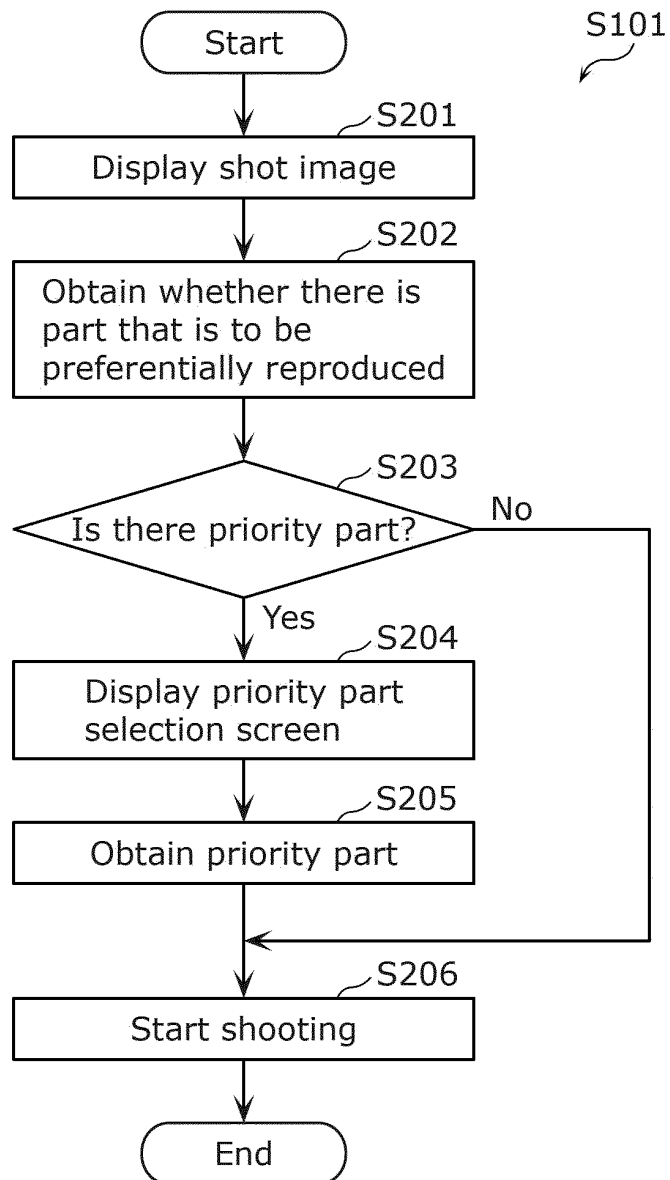 Start
S101
S201
Display shot image
S202
Obtain whether there is
part that is to be
preferentially reproduced
S203
Is there priority part?
No
Yes
S204
Display priority part
selection screen
S205
Obtain priority part
S206
Start shooting
End